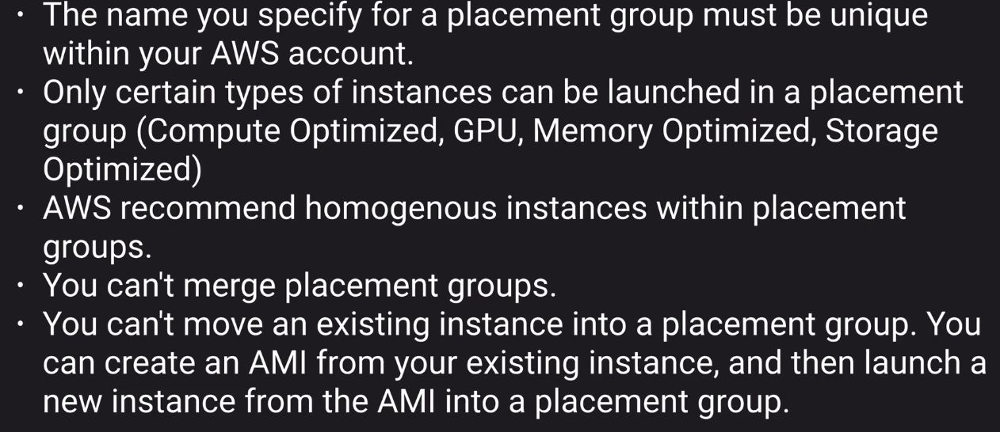 • The name you specify for a placement group must be unique
within your AWS account.
• Only certain types of instances can be launched in a placement
group (Compute Optimized, GPU, Memory Optimized, Storage
Optimized)
• AWS recommend homogenous instances within placement
groups.
• You can't merge placement groups.
• You can't move an existing instance into a placement group. You
can create an AMI from your existing instance, and then launch a
new instance from the AMI into a placement group.